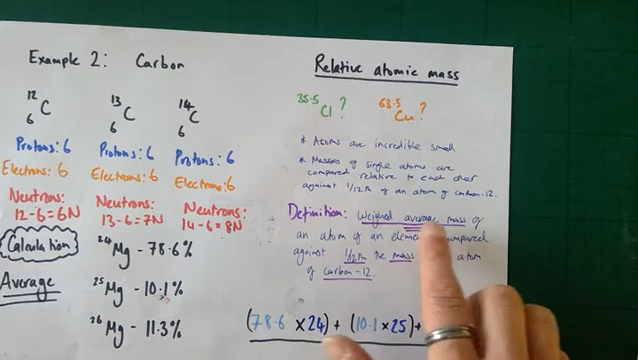 Example 2: Carbon
12 6 C
13 6 C
14 6 C
Protons: 6
Protons: 6
Protons: 6
Electrons: 6
Electrons: 6
Electrons: 6
Neutrons:
12-6=6N
Neutrons:
13-6=7N
Neutrons:
14-6=8N
Calculation
Average
24Mg - 78.6%
25Mg - 10.1%
26Mg - 11.3%
Relative atomic mass
35.5 Cl ?
63.5 Cu ?
* Atoms are incredible small
* Masses of single atoms are
compared relative to each other
against 1/12th of an atom of carbon-12.
Definition: Weighed average mass of
an atom of an
against 1/12th the mass atom
of carbon-12.
(78.6 x 24) + (10.1 x 25) +